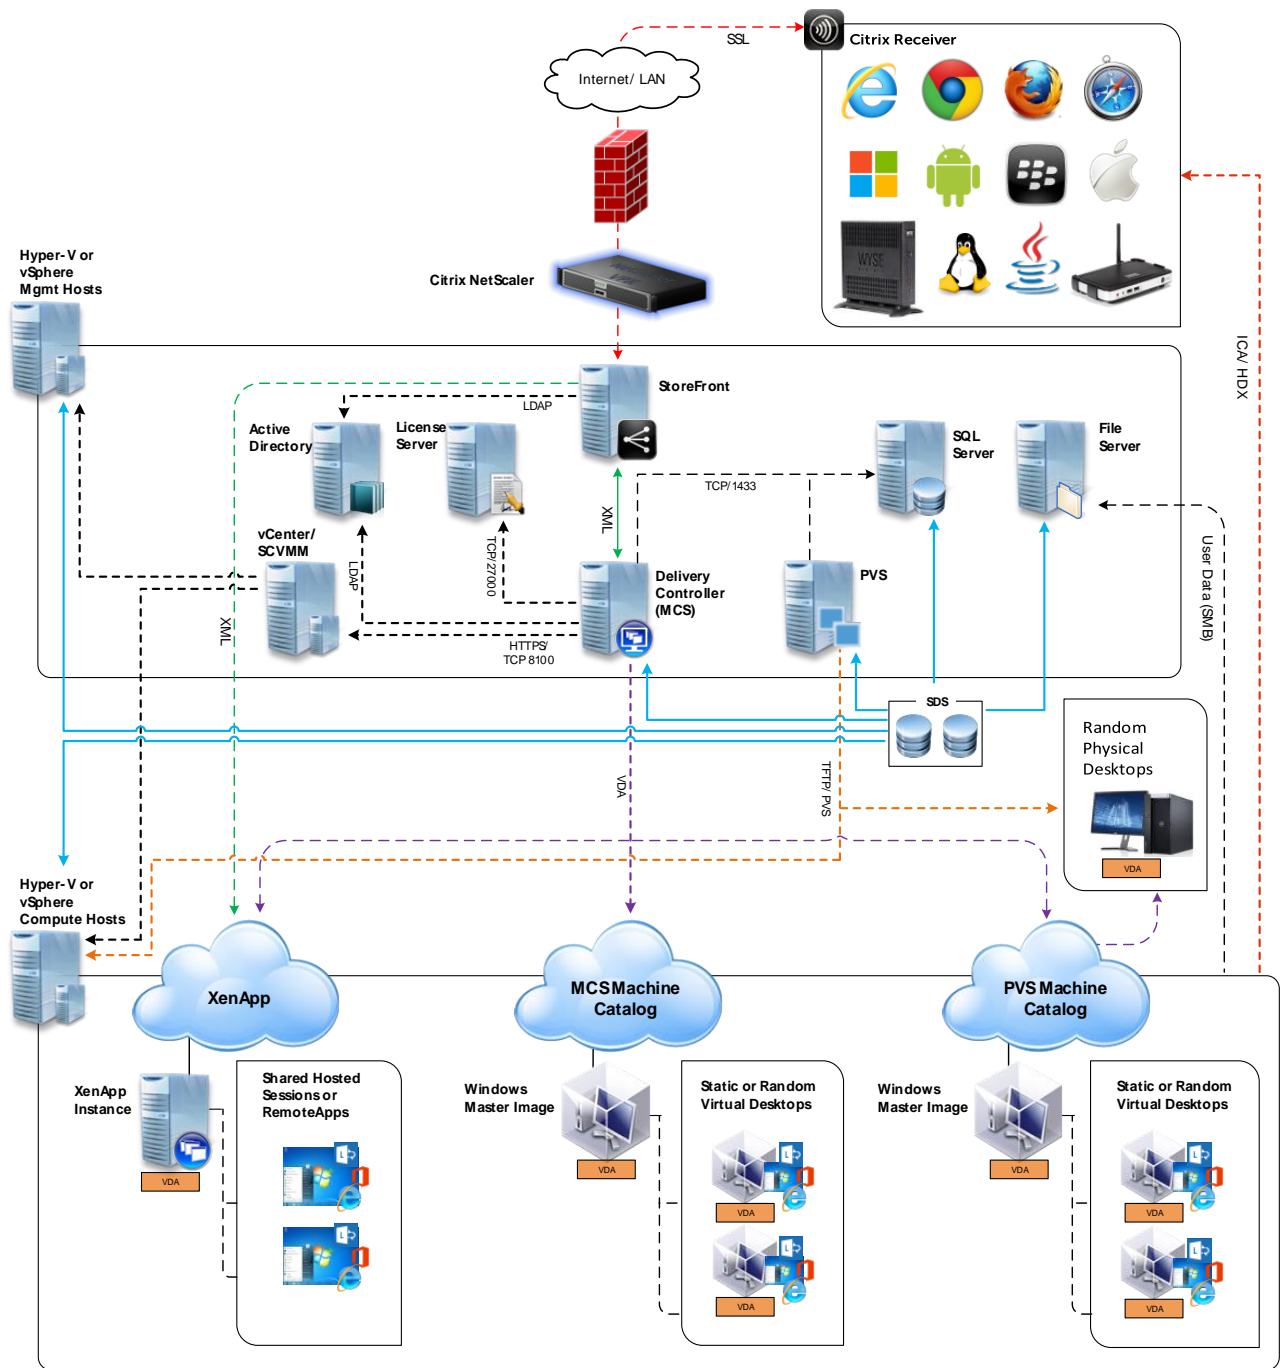 SSL
Citrix Receiver
Internet/ LAN
WYSE
Hyper-V or
vSphere
Mgmt Hosts
Citrix NetScaler
ICA/ HDX
StoreFront
LDAP
Active
Directory
License
Server
SQL
Server
File
Server
TCP/1433
XML
vCenter/
SCVMM
LDAP
TCP/27000
Delivery
Controller
(MCS)
PVS
User Data (SMB)
XML
HTTPS/
TCP 8100
SDS
Random
Physical
Desktops
VDA
TFTP/ PVS
VDA
Hyper-V or
vSphere
Compute Hosts
XenApp
MCS Machine
Catalog
PVS Machine
Catalog
XenApp
Instance
VDA
Shared Hosted
Sessions or
RemoteApps
Windows
Master Image
VDA
Static or Random
Virtual Desktops
VDA
VDA
Windows
Master Image
VDA
Static or Random
Virtual Desktops
VDA
VDA